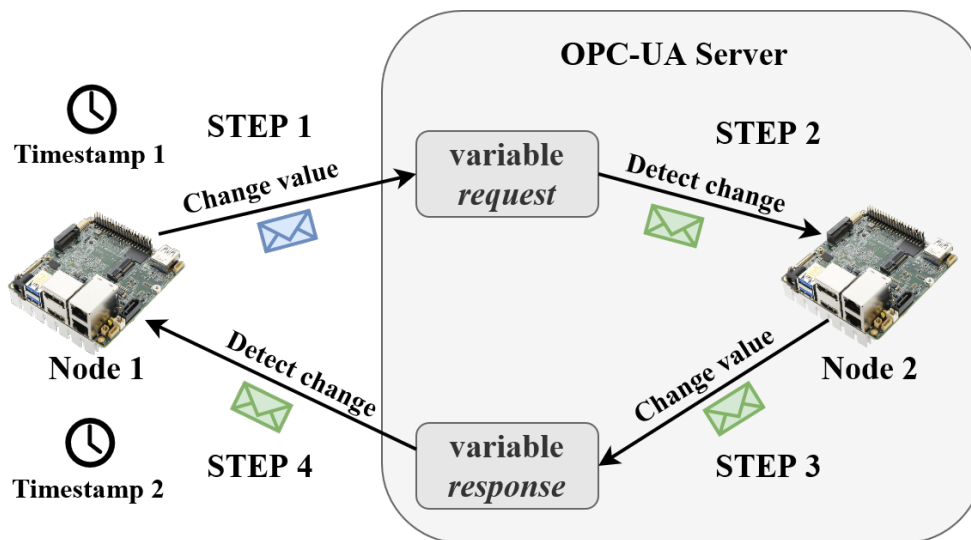 OPC-UA Server
STEP 1
STEP 2
Timestamp 1
Change value
variable
request
Detect change
Node 1
Node 2
Detect change
Change value
variable
response
STEP 4
STEP 3
Timestamp 2